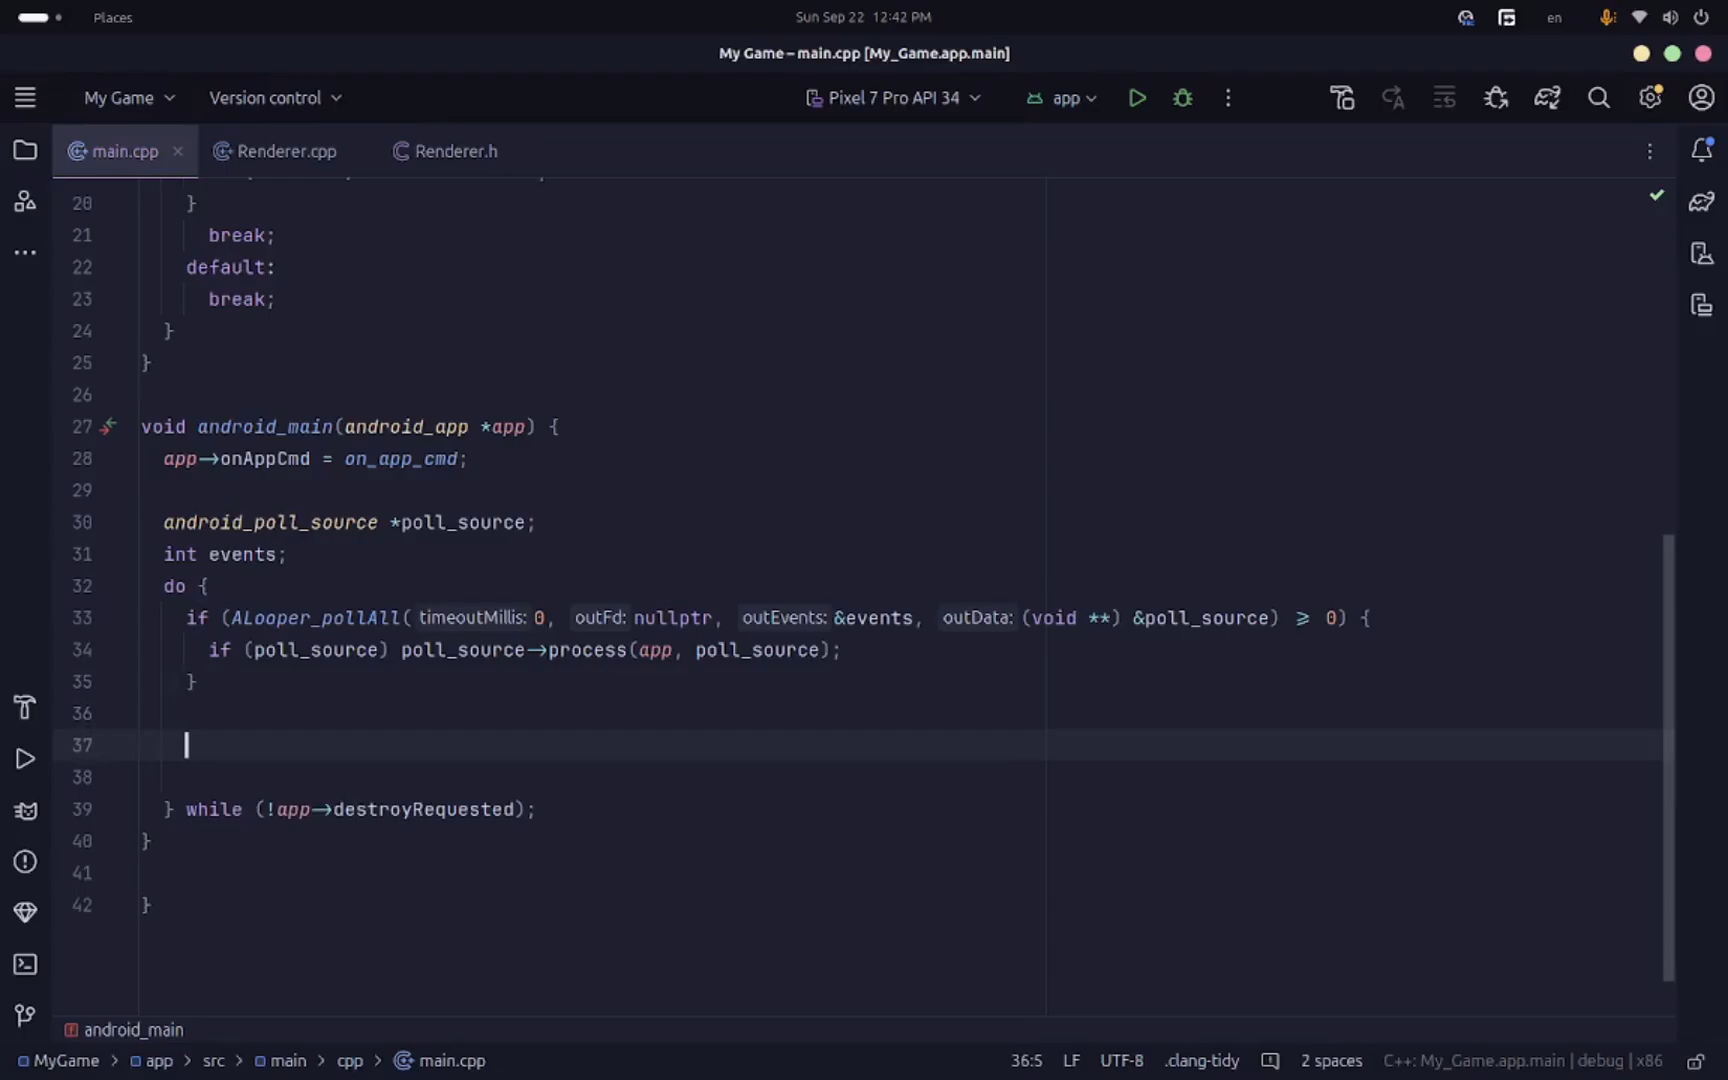 Places
Sun Sep 22 12:42 PM
en
My Game – main.cpp [My_Game.app.main]
My Game
Version control
Pixel 7 Pro API 34
app
main.cpp
Renderer.cpp
Renderer.h
20 }
21 break;
22 default:
23 break;
24 }
25 }
26
27 void android_main(android_app *app) {
28 app->onAppCmd = on_app_cmd;
29
30 android_poll_source *poll_source;
31 int events;
32 do {
33 if (ALooper_pollAll( timeoutMillis: 0, outFd: nullptr, outEvents: &events, outData: (void **) &poll_source) >= 0) {
34 if (poll_source) poll_source->process(app, poll_source);
35 }
36
37
38
39 } while (!app->destroyRequested);
40 }
41
42 }
android_main
MyGame > app > src > main > cpp > main.cpp
36:5 LF UTF-8 .clang-tidy 2 spaces C++: My_Game.app.main | debug | x86